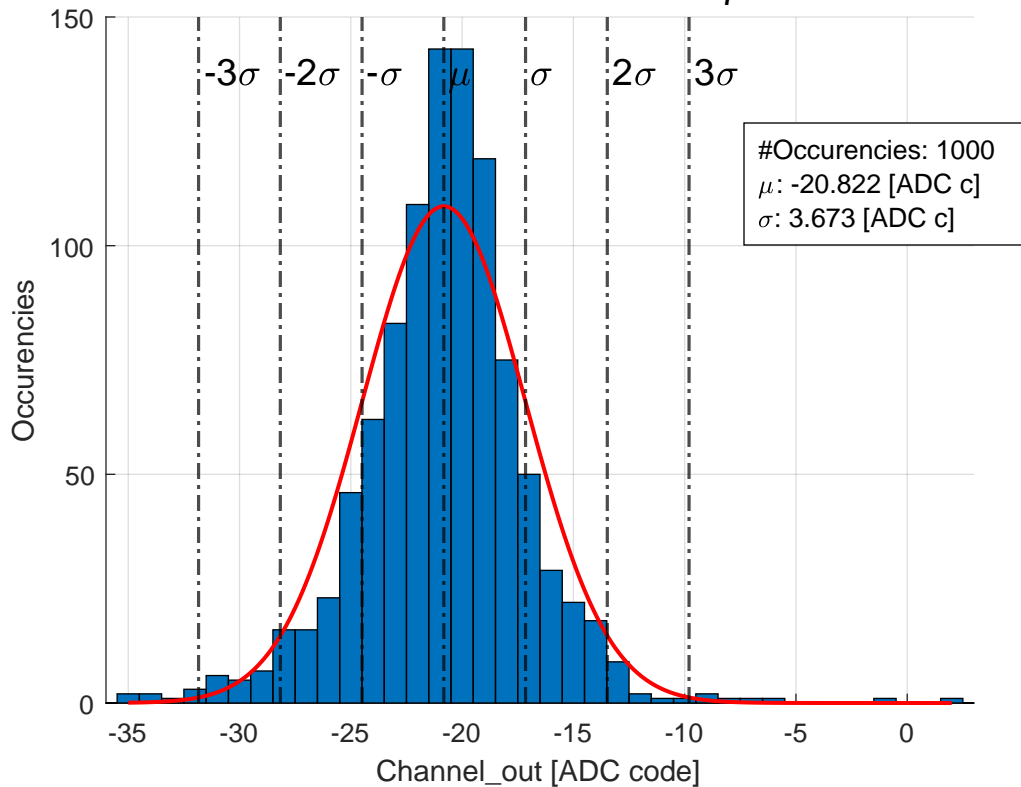 150
-3σ
-2σ
-σ
μ
σ
2σ
3σ
#Occurencies: 1000
μ: -20.822 [ADC c]
σ: 3.673 [ADC c]
100
50
0
Occurencies
-35
-30
-25
-20
-15
-10
-5
0
Channel_out [ADC code]